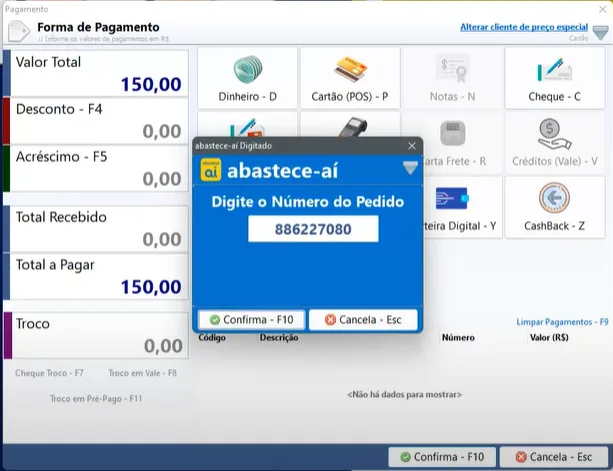 Pagamento
Forma de Pagamento
:: Informe os valores de pagamentos em R$
Alterar cliente de preço especial
Cartão
Valor Total
150,00
Desconto - F4
0,00
Acréscimo - F5
0,00
Total Recebido
0,00
Total a Pagar
150,00
Troco
0,00
Cheque Troco - F7
Troco em Vale - F8
Troco em Pré-Pago - F11
Dinheiro - D
Cartão (POS) - P
Notas - N
Cheque - C
Carta Frete - R
Créditos (Vale) - V
teira Digital - Y
CashBack - Z
abastece-aí Digitado
abastece
aí
abastece-aí
Digite o Número do Pedido
886227080
Confirma - F10
Cancela - Esc
Limpar Pagamentos - F9
Código
Descrição
Número
Valor (R$)
<Não há dados para mostrar>
Confirma - F10
Cancela - Esc